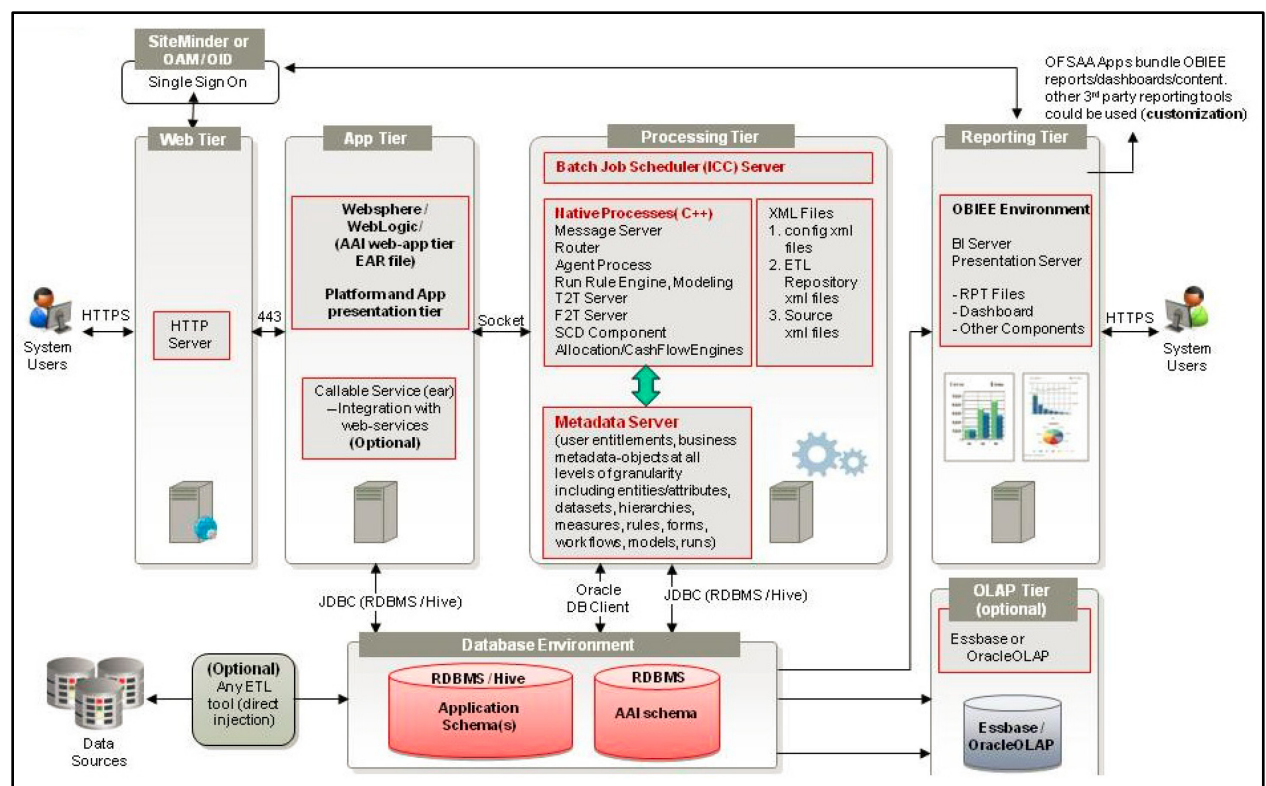 SiteMinder or
OAM/OID
Single Sign On
OFSAA Apps bundle OBIEE
reports/dashboards/content.
other 3rd party reporting tools
could be used (customization)
Web Tier
App Tier
Processing Tier
Reporting Tier
Batch Job Scheduler (ICC) Server
Websphere /
WebLogic/
(AAI web-app tier
EAR file)
Platform and App
presentation tier
Native Processes( C++)
Message Server
Router
Agent Process
Run Rule Engine, Modeling
T2T Server
F2T Server
SCD Component
Allocation/CashFlowEngines
XML Files
1. config xml
files
2. ETL
Repository
xml files
3. Source
xml files
OBIEE Environment
BI Server
Presentation Server
- RPT Files
- Dashboard
- Other Components
HTTPS
System
Users
HTTP
Server
443
Socket
HTTPS
System
Users
Callable Service (ear)
–Integration with
web-services
(Optional)
Metadata Server
(user entitlements, business
metadata-objects at all
levels of granularity
including entities/attributes,
datasets, hierarchies,
measures, rules, forms,
workflows, models, runs)
JDBC (RDBMS /Hive)
Oracle
DB Client
JDBC (RDBMS /Hive)
OLAP Tier
(optional)
Essbase or
OracleOLAP
Essbase /
OracleOLAP
Database Environment
RDBMS / Hive
Application
Schema(s)
RDBMS
AAI schema
(Optional)
Any ETL
tool (direct
injection)
Data
Sources